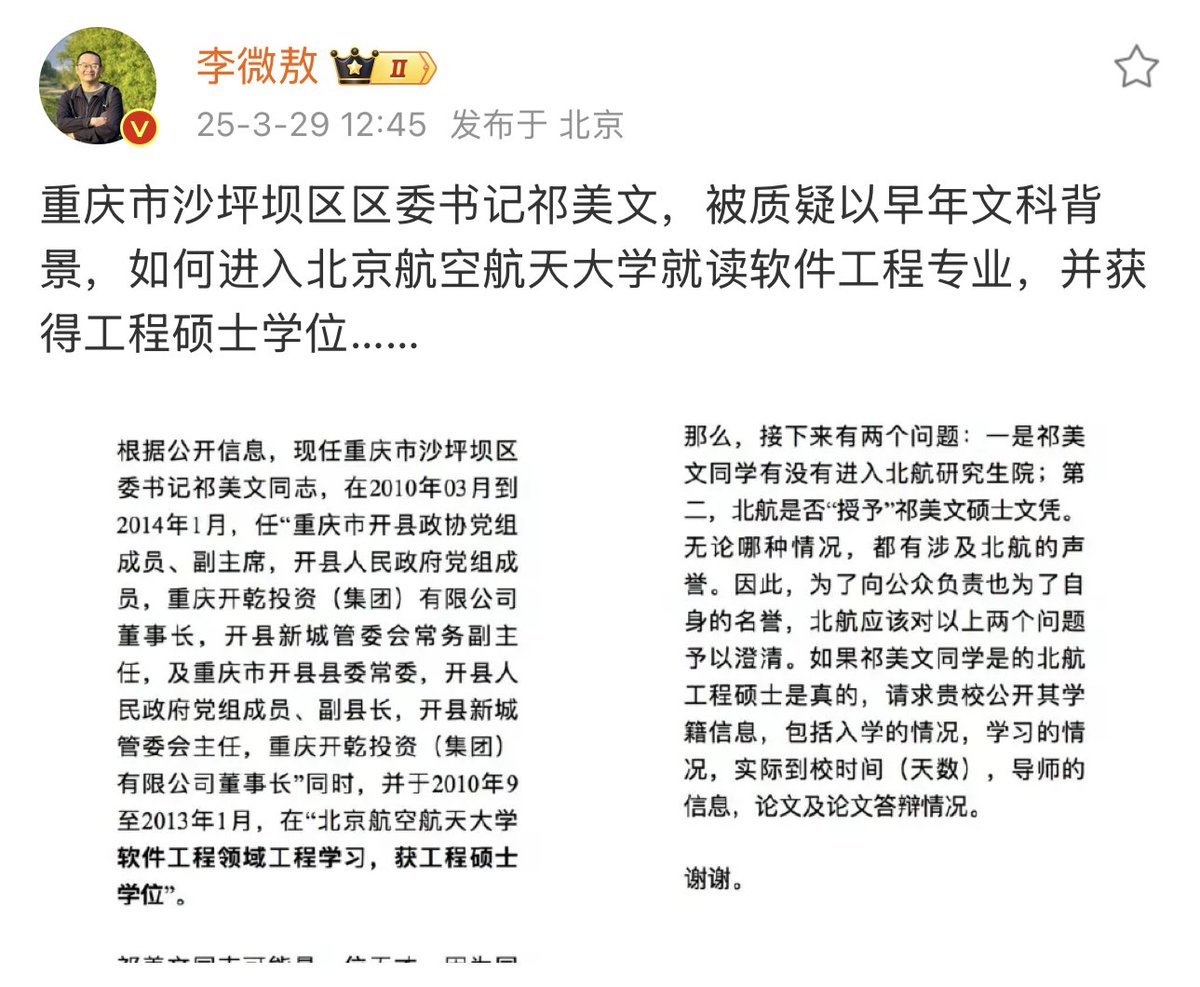 李微敖
II
25-3-29 12:45 发布于 北京
重庆市沙坪坝区区委书记祁美文，被质疑以早年文科背
景，如何进入北京航空航天大学就读软件工程专业，并获
得工程硕士学位......
根据公开信息，现任重庆市沙坪坝区
委书记祁美文同志，在2010年03月到
2014年1月，任“重庆市开县政协党组
成员、副主席，开县人民政府党组成
员，重庆开乾投资（集团）有限公司
董事长，开县新城管委会常务副主
任，及重庆市开县县委常委，开县人
民政府党组成员、副县长，开县新城
管委会主任，重庆开乾投资（集团）
有限公司董事长”同时，并于2010年9
至2013年1月，在“北京航空航天大学
软件工程领域工程学习，获工程硕士
学位”。
那么，接下来有两个问题：一是祁美
文同学有没有进入北航研究生院；第
二，北航是否“授予”祁美文硕士文凭。
无论哪种情况，都有涉及北航的声
誉。因此，为了向公众负责也为了自
身的名誉，北航应该对以上两个问题
予以澄清。如果祁美文同学是的北航
工程硕士是真的，请求贵校公开其学
籍信息，包括入学的情况，学习的情
况，实际到校时间（天数），导师的
信息，论文及论文答辩情况。
谢谢。